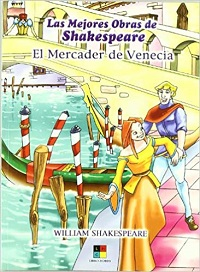 Las Mejores Obras de
Shakespeare
El Mercader de Venecia
WILLIAM SHAKESPEARE